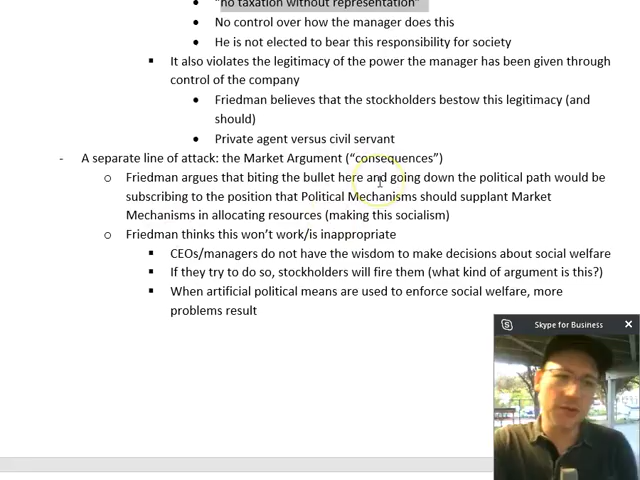 • "no taxation without representation"
• No control over how the manager does this
• He is not elected to bear this responsibility for society
▪ It also violates the legitimacy of the power the manager has been given through
control of the company
• Friedman believes that the stockholders bestow this legitimacy (and
should)
• Private agent versus civil servant
- A separate line of attack: the Market Argument ("consequences")
o Friedman argues that biting the bullet here and going down the political path would be
subscribing to the position that Political Mechanisms should supplant Market
Mechanisms in allocating resources (making this socialism)
o Friedman thinks this won't work/is inappropriate
▪ CEOs/managers do not have the wisdom to make decisions about social welfare
▪ If they try to do so, stockholders will fire them (what kind of argument is this?)
▪ When artificial political means are used to enforce social welfare, more
problems result
Skype for Business